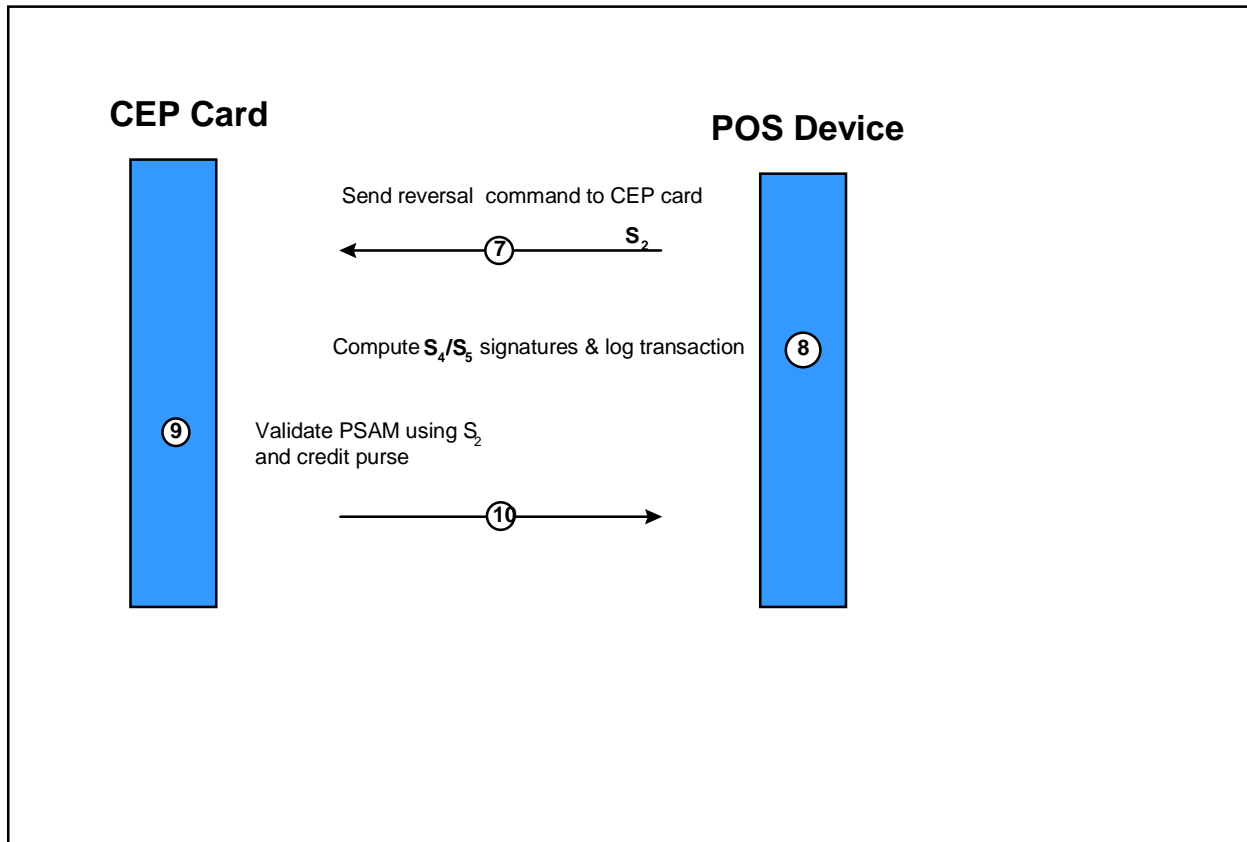 CEP Card
POS Device
Send reversal command to CEP card
S2
7
Compute S4/S5 signatures & log transaction
8
9
Validate PSAM using S2
and credit purse
10